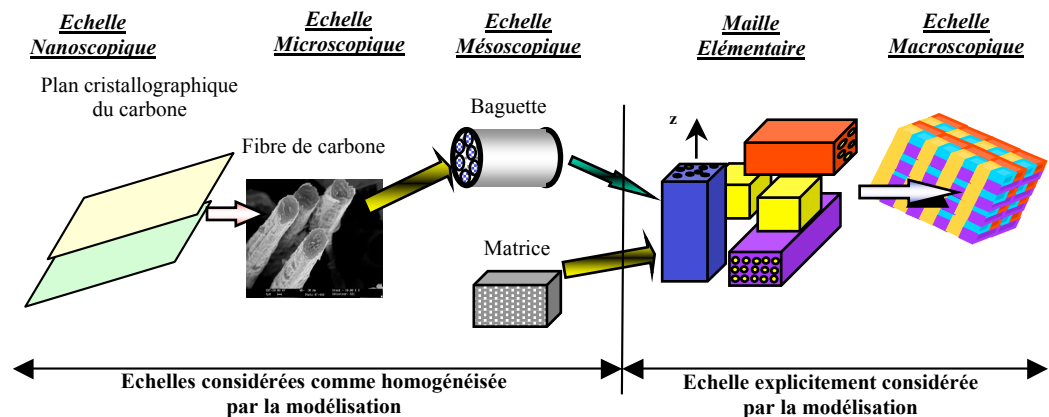 Echelle
Nanoscopique
Echelle
Microscopique
Echelle
Mésoscopique
Maille
Elémentaire
Echelle
Macroscopique
Plan cristallographique
du carbone
Fibre de carbone
Baguette
Matrice
z
Echelles considérées comme homogénéisée
par la modélisation
Echelle explicitement considérée
par la modélisation